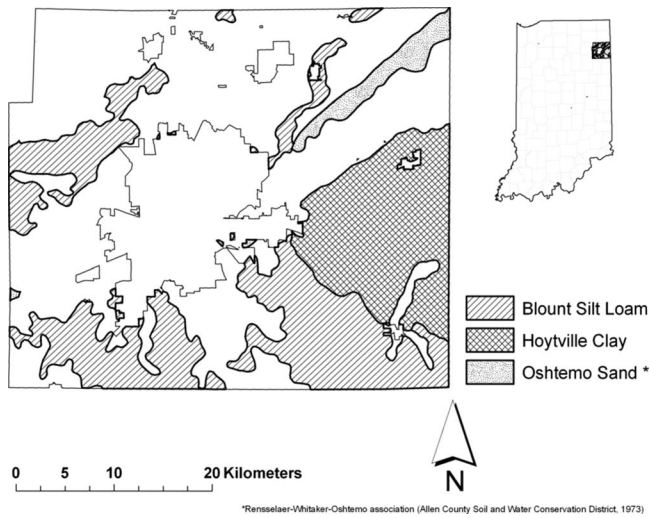 Blount Silt Loam
Hoytville Clay
Oshtemo Sand *
N
0 5 10 20 Kilometers
*Rensselaer-Whitaker-Oshtemo association (Allen County Soil and Water Conservation District, 1973)